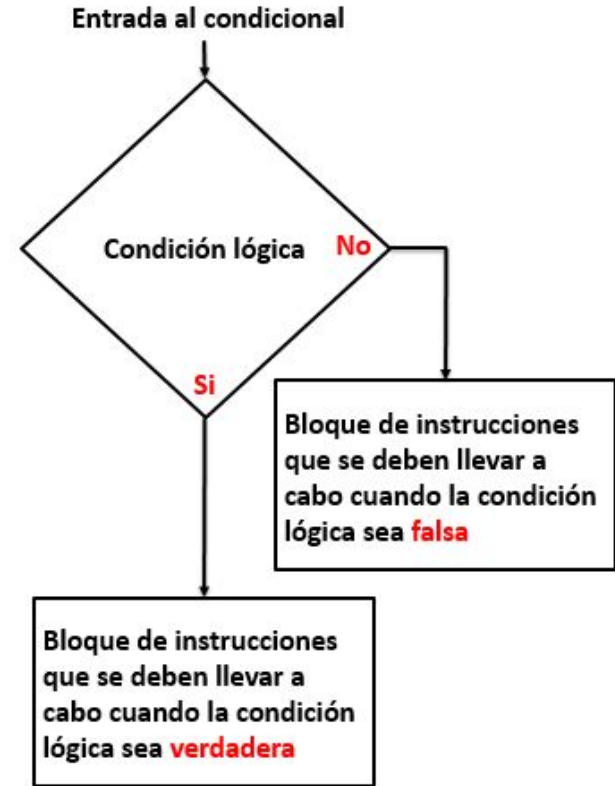 Entrada al condicional
Condición lógica
No
Si
Bloque de instrucciones
que se deben llevar a
cabo cuando la condición
lógica sea falsa
Bloque de instrucciones
que se deben llevar a
cabo cuando la condición
lógica sea verdadera